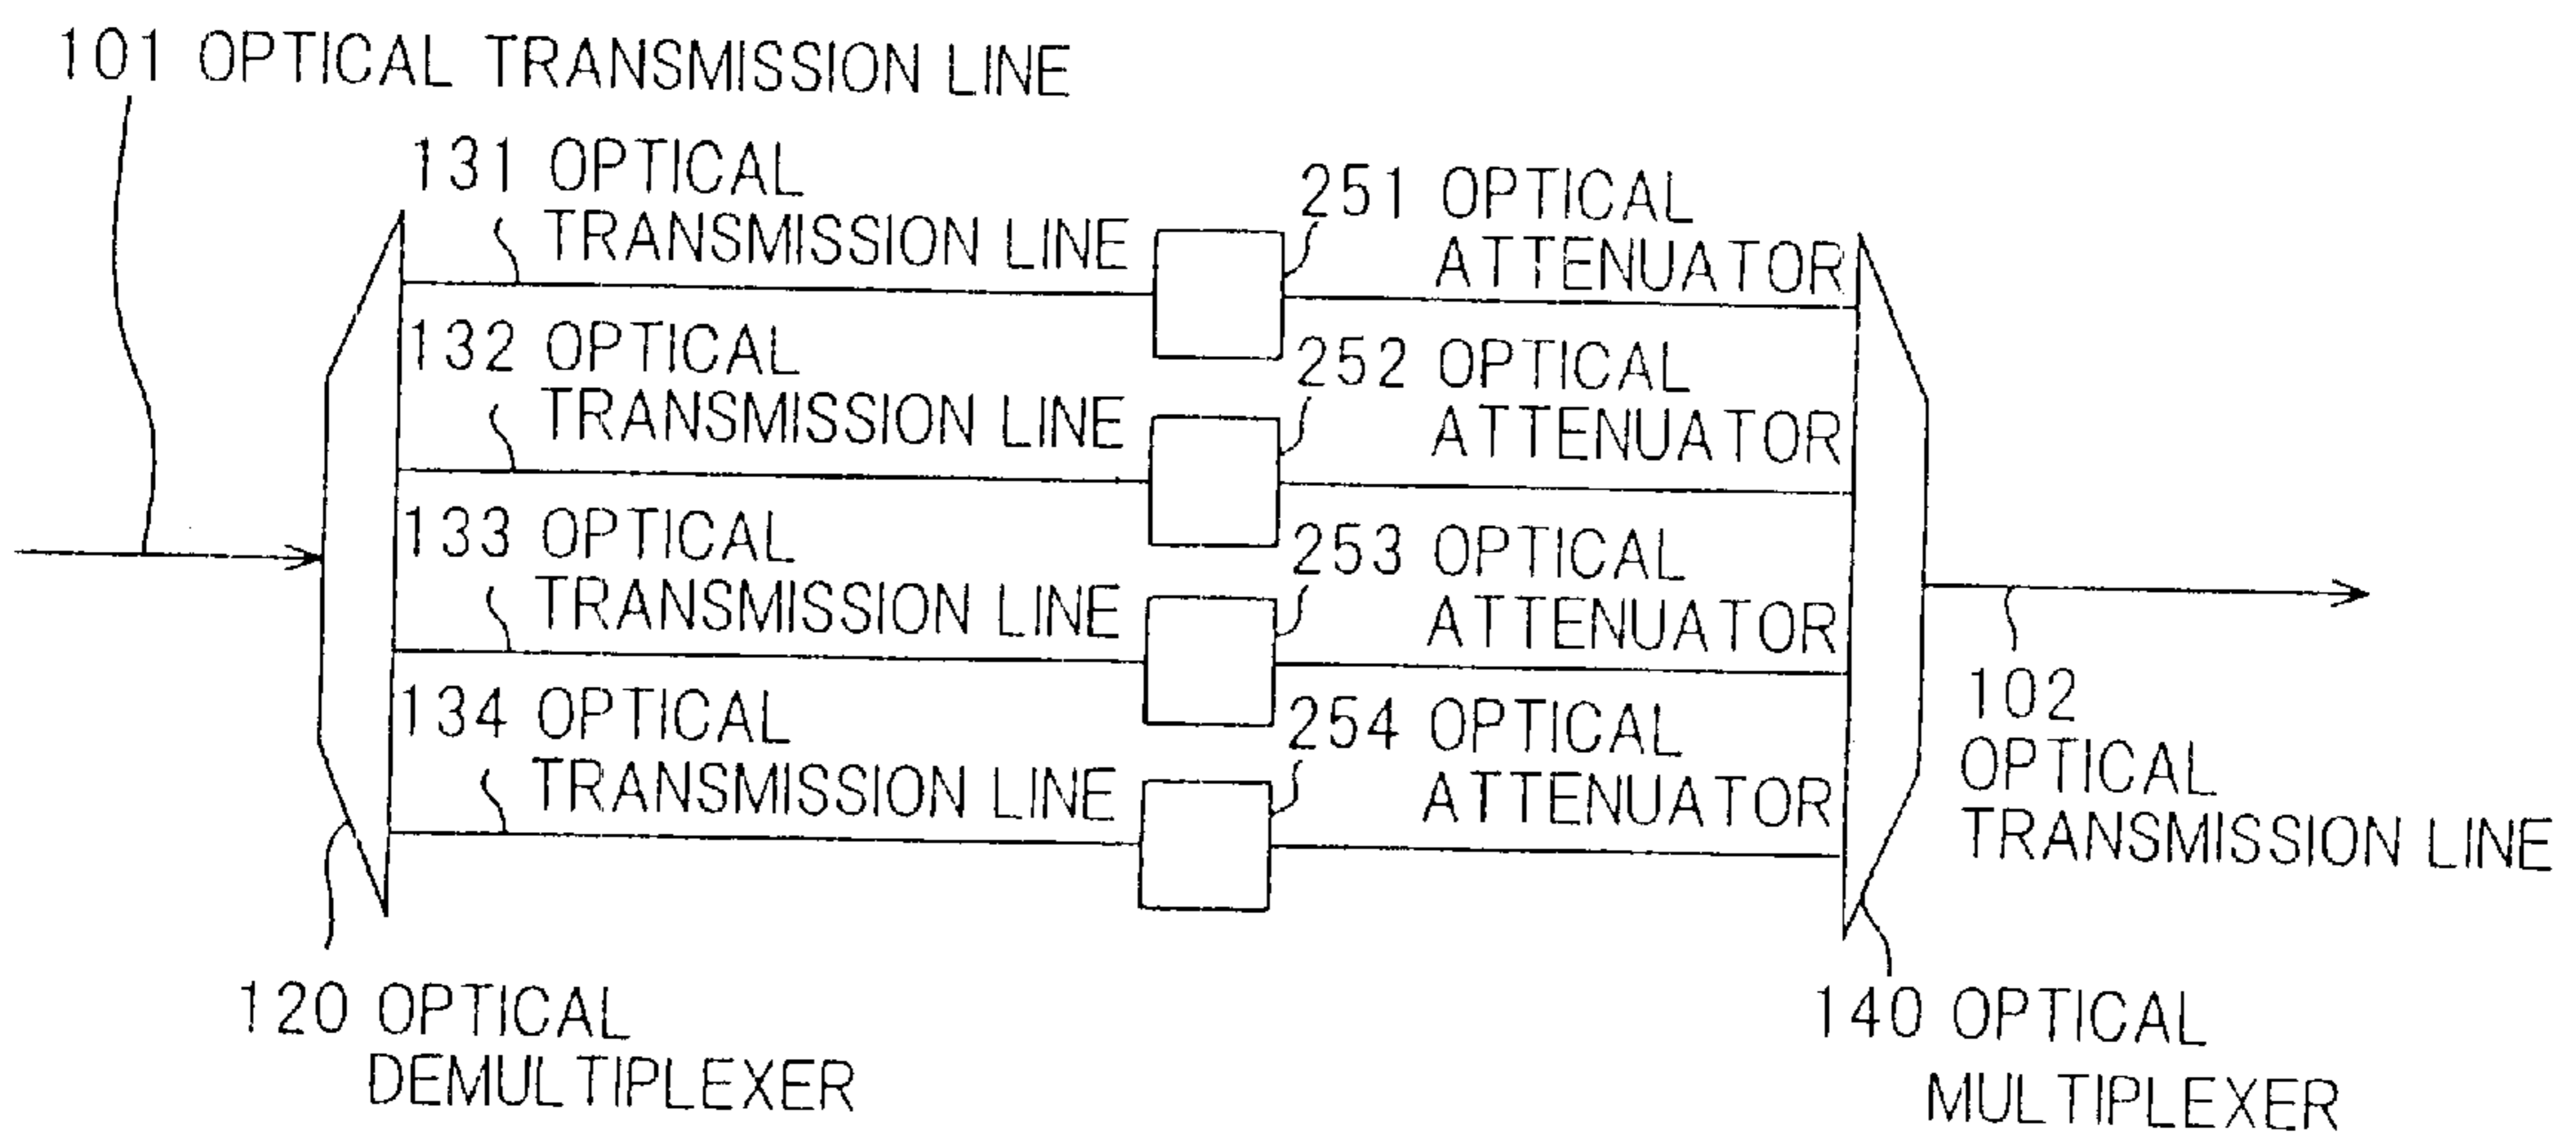 101 OPTICAL TRANSMISSION LINE
131 OPTICAL
TRANSMISSION LINE
251 OPTICAL
ATTENUATOR
132 OPTICAL
TRANSMISSION LINE
252 OPTICAL
ATTENUATOR
133 OPTICAL
TRANSMISSION LINE
253 OPTICAL
ATTENUATOR
134 OPTICAL
TRANSMISSION LINE
254 OPTICAL
ATTENUATOR
102
OPTICAL
TRANSMISSION LINE
120 OPTICAL
DEMULTIPLEXER
140 OPTICAL
MULTIPLEXER